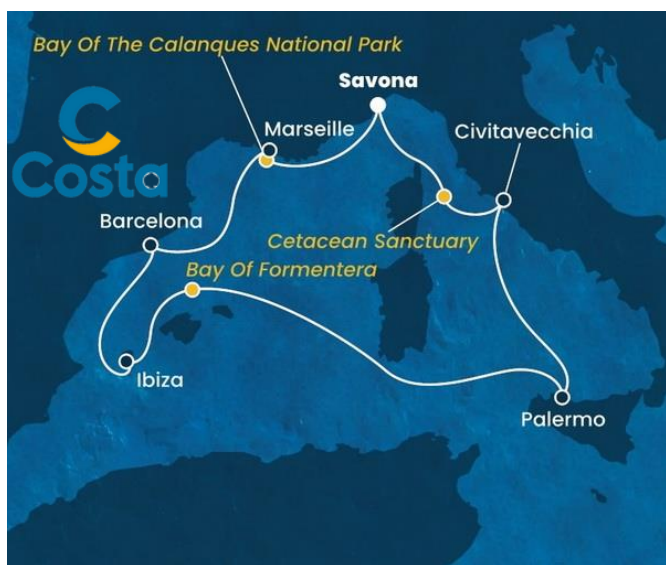 Bay Of The Calanques National Park
Savona
Marseille
Civitavecchia
Costa
Barcelona
Cetacean Sanctuary
Bay Of Formentera
Ibiza
Palermo